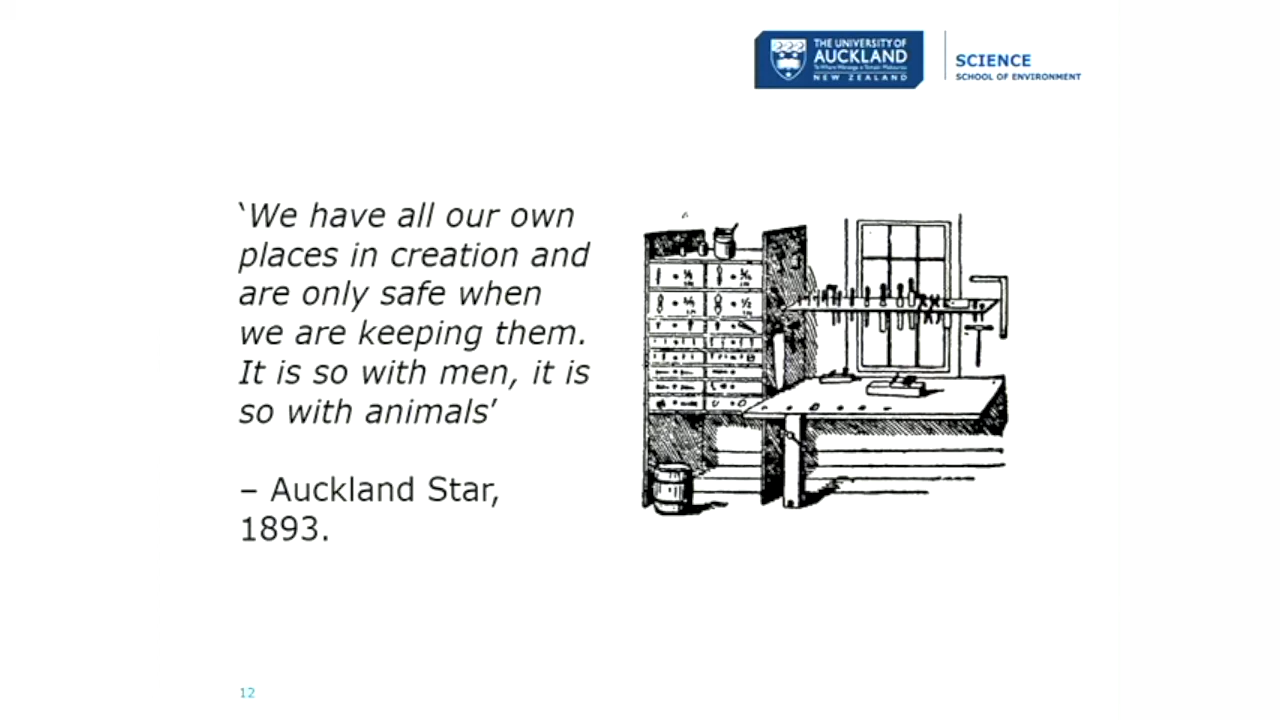 THE UNIVERSITY OF
AUCKLAND
Te Whare Wānanga o Tāmaki Makaurau
NEW ZEALAND
SCIENCE
SCHOOL OF ENVIRONMENT
‘We have all our own
places in creation and
are only safe when
we are keeping them.
It is so with men, it is
so with animals’
– Auckland Star,
1893.
12